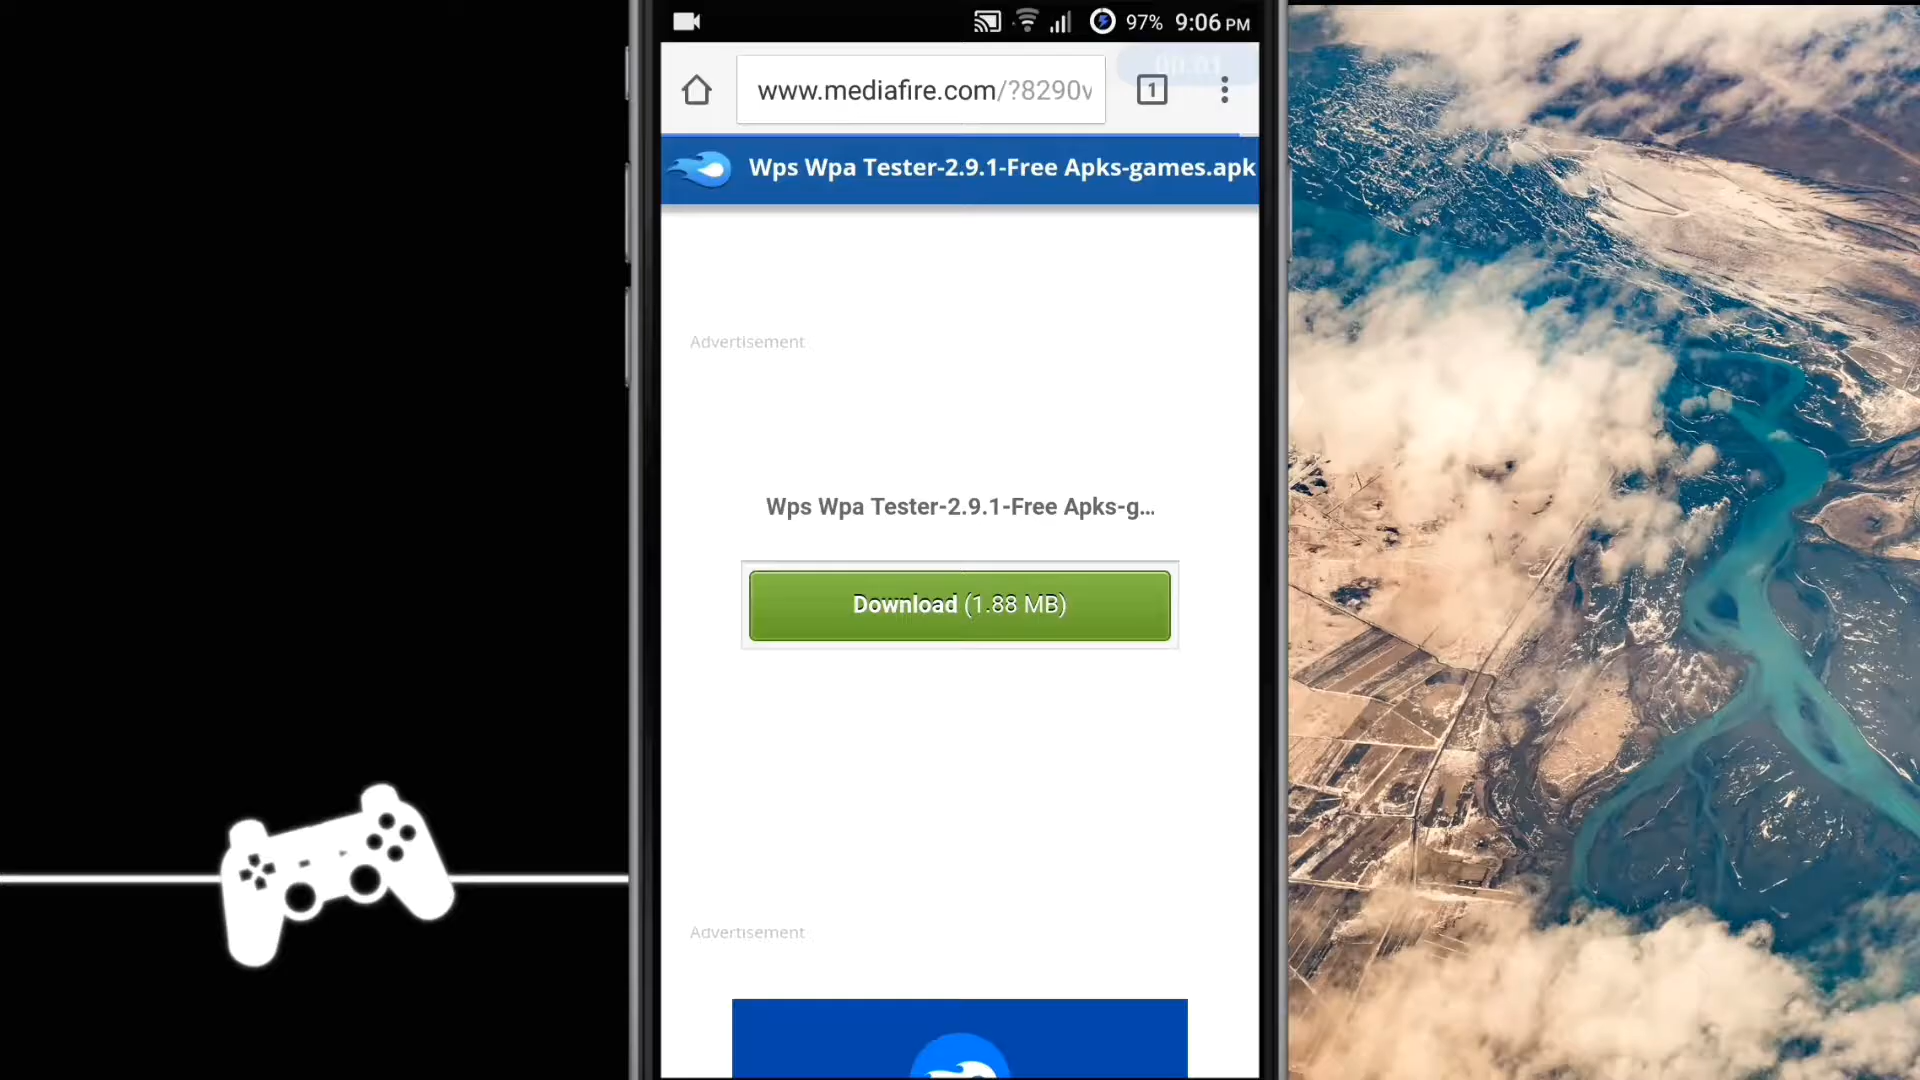 97% 9:06 PM
www.mediafire.com/?8290v
1
Wps Wpa Tester-2.9.1-Free Apks-games.apk
Advertisement
Wps Wpa Tester-2.9.1-Free Apks-g...
Download (1.88 MB)
Advertisement